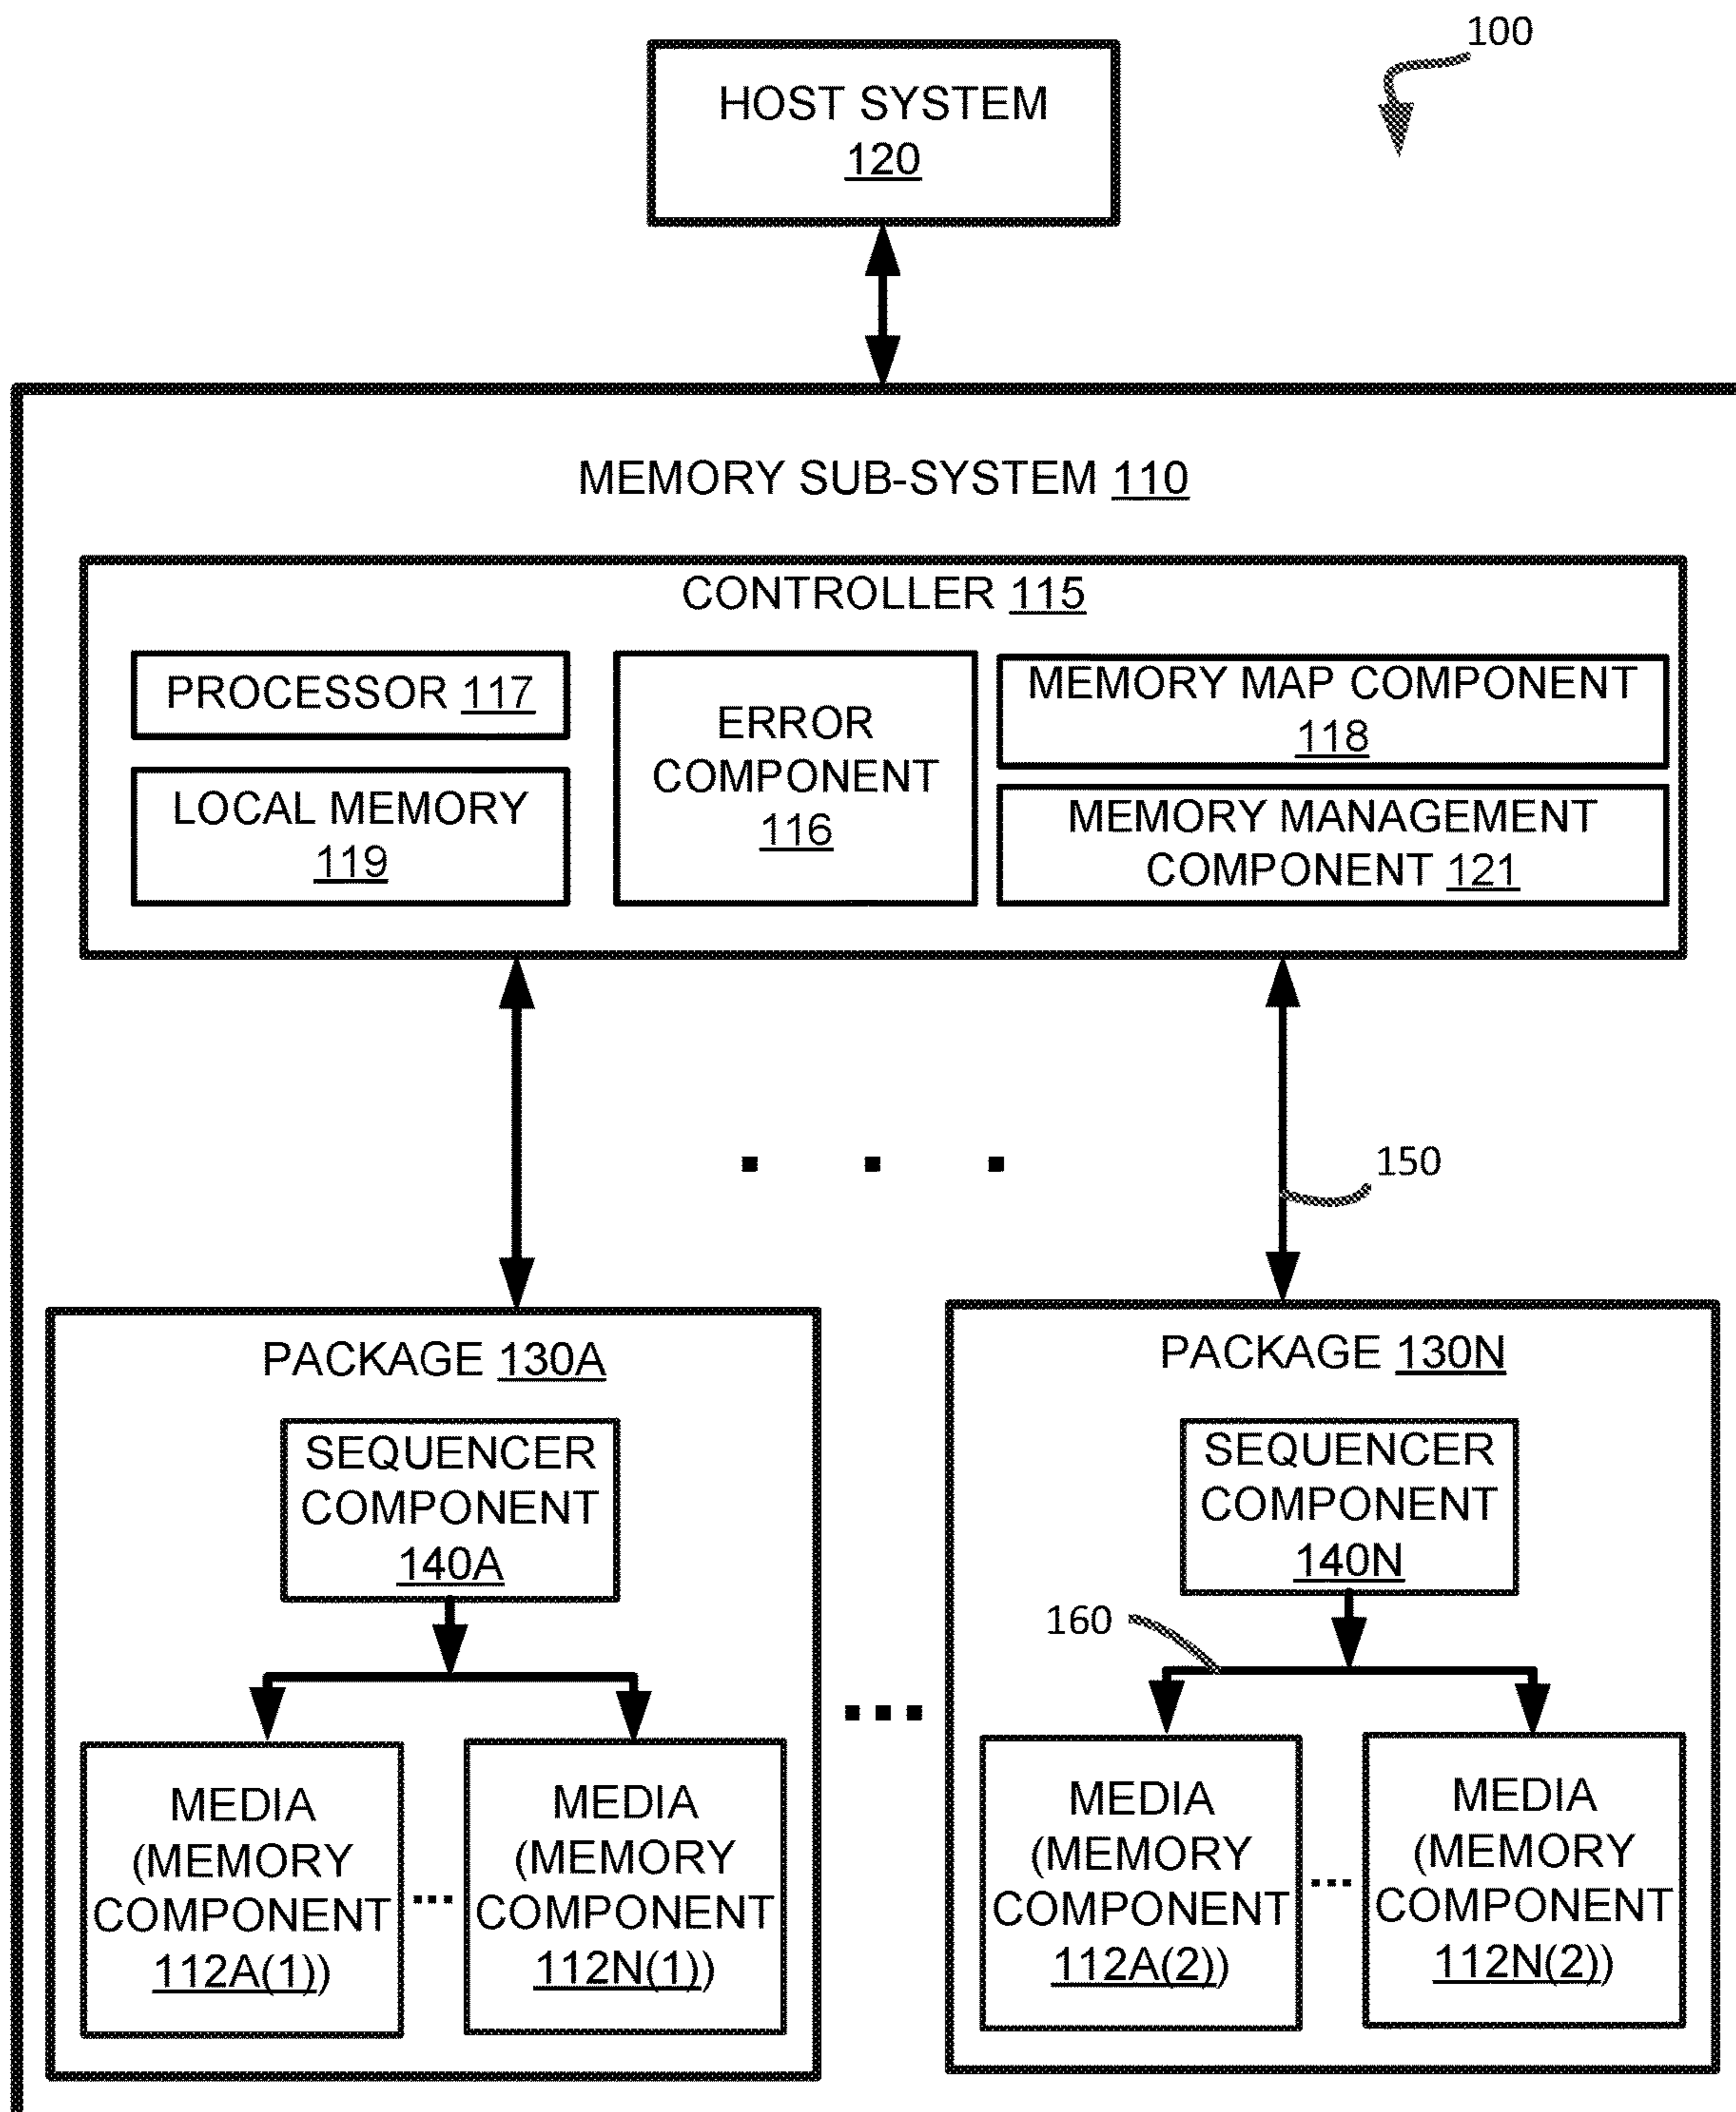 100
HOST SYSTEM
120
MEMORY SUB-SYSTEM 110
CONTROLLER 115
PROCESSOR 117
LOCAL MEMORY
119
ERROR
COMPONENT
116
MEMORY MAP COMPONENT
118
MEMORY MANAGEMENT
COMPONENT 121
. . .
150
PACKAGE 130A
SEQUENCER
COMPONENT
140A
MEDIA
(MEMORY
COMPONENT
112A(1))
...
MEDIA
(MEMORY
COMPONENT
112N(1))
...
PACKAGE 130N
SEQUENCER
COMPONENT
140N
160
MEDIA
(MEMORY
COMPONENT
112A(2))
...
MEDIA
(MEMORY
COMPONENT
112N(2))